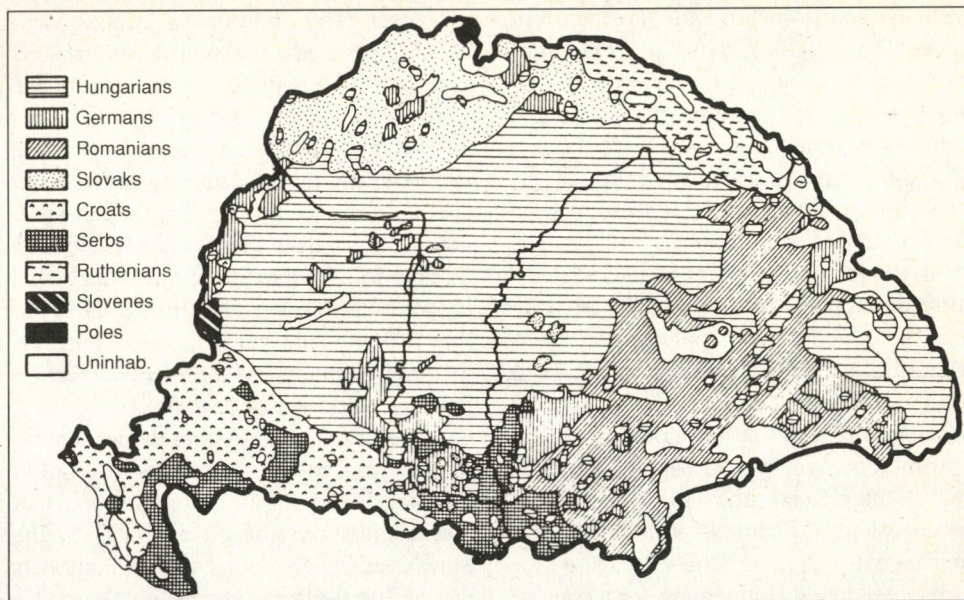 Hungarians
Germans
Romanians
Slovaks
Croats
Serbs
Ruthenians
Slovenes
Poles
Uninhab.